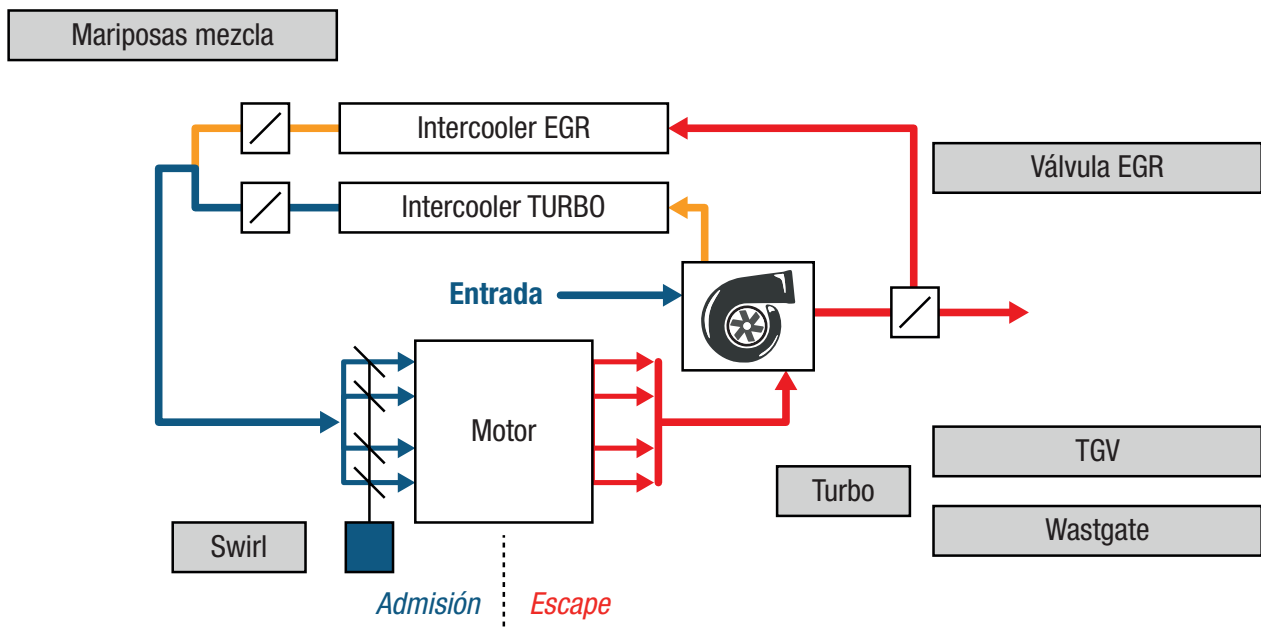 Mariposas mezcla
Intercooler EGR
Válvula EGR
Intercooler TURBO
Entrada
Motor
TGV
Turbo
Wastgate
Swirl
Admisión
Escape